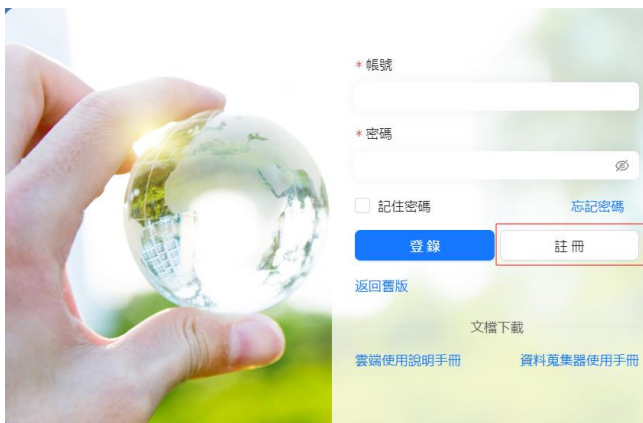 * 帳號
* 密碼
記住密碼 忘記密碼
登錄 註冊
返回舊版
文檔下載
雲端使用說明手冊 資料蒐集器使用手冊